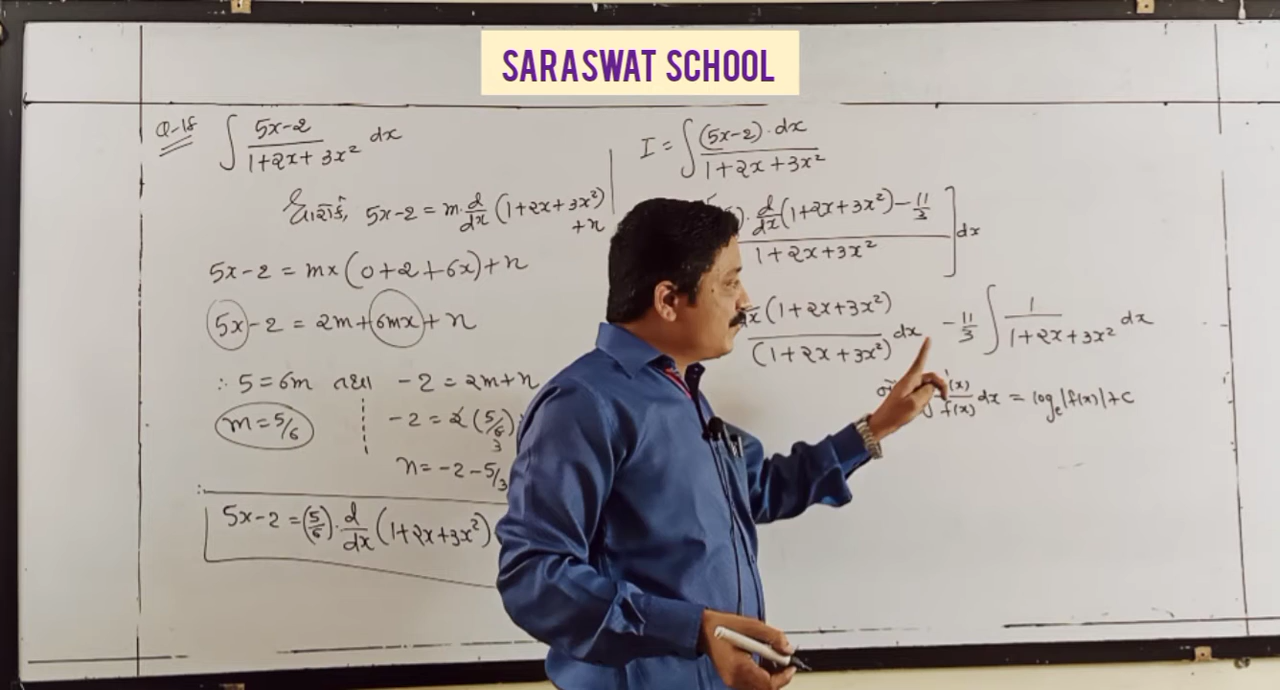 SARASWAT SCHOOL
Q-18 ∫ 5x-2 / 1+2x+3x² dx
ધારોકે, 5x-2 = m·d/dx (1+2x+3x²) +n
5x-2 = mx(0+2+6x)+n
5x-2 = 2m+6mx+n
∴ 5=6m તથા -2=2m+n
m=5/6 -2=2(5/6)
3
n=-2-5/3
∴ 5x-2=(5/6)·d/dx(1+2x+3x²)
I = ∫ (5x-2)·dx / 1+2x+3x²
· d/dx(1+2x+3x²) - 11/3 / 1+2x+3x² ] dx
(1+2x+3x²) / (1+2x+3x²) dx - 11/3 ∫ 1 / 1+2x+3x² dx
(x) / f(x) dx = logₑ|f(x)|+C